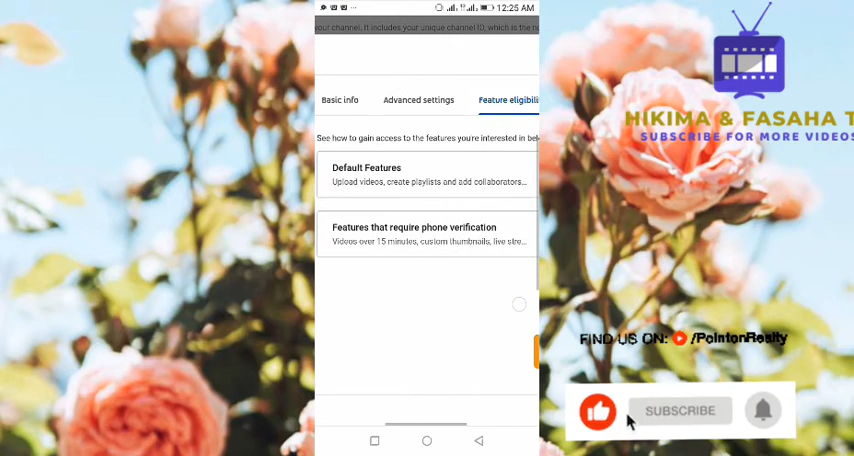 12:25 AM
your channel. It includes your unique channel ID, which is the
Basic info Advanced settings Feature
See how to gain access to the features you're interested in
Default Features
Upload videos, create playlists and add collaborators...
Features that require phone verification
Videos over 15 minutes, custom thumbnails, live stre...
HIKIMA & FASAHA T
SUBSCRIBE FOR MORE VIDEOS
FIND US ON: /PointonRealty
SUBSCRIBE